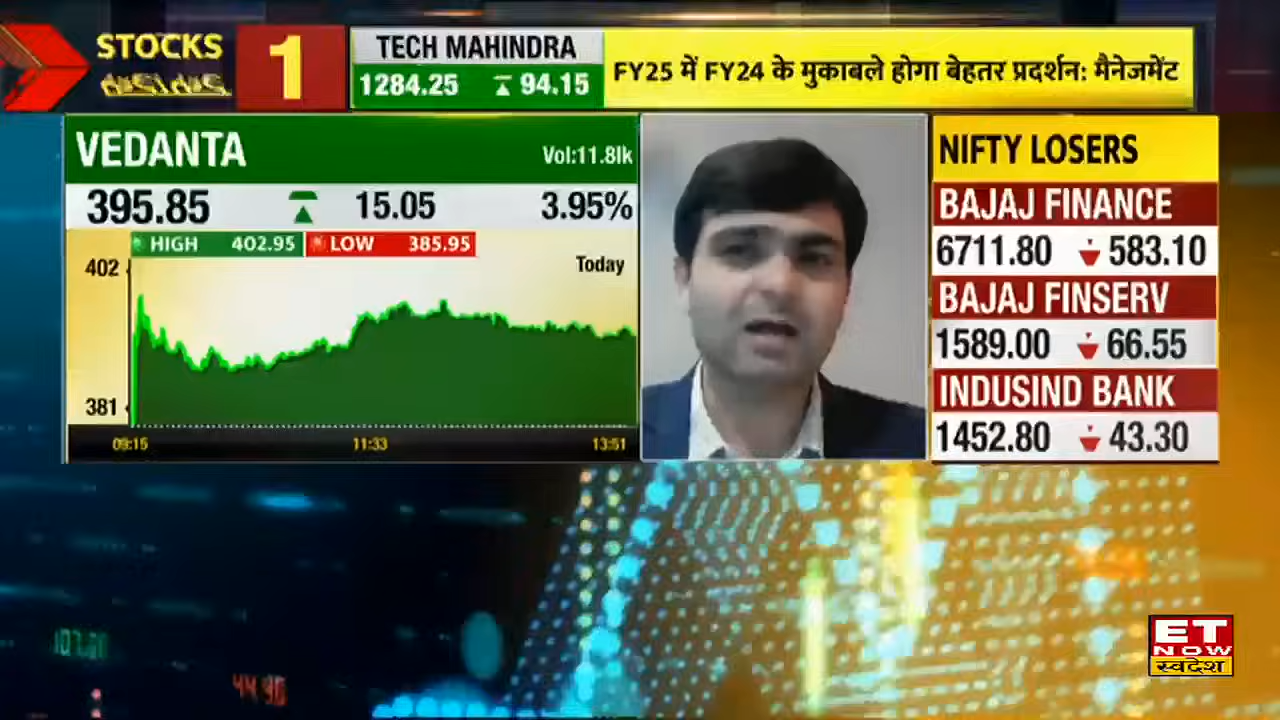 STOCKS
1
TECH MAHINDRA
1284.25 94.15
FY25 में FY24 के मुकाबले होगा बेहतर प्रदर्शन: मैनेजमेंट
VEDANTA Vol:11.8lk
395.85 15.05 3.95%
HIGH 402.95 LOW 385.95
Today
402
381
09:15 11:33 13:51
NIFTY LOSERS
BAJAJ FINANCE
6711.80 583.10
BAJAJ FINSERV
1589.00 66.55
INDUSIND BANK
1452.80 43.30
ET
NOW
स्वदेश